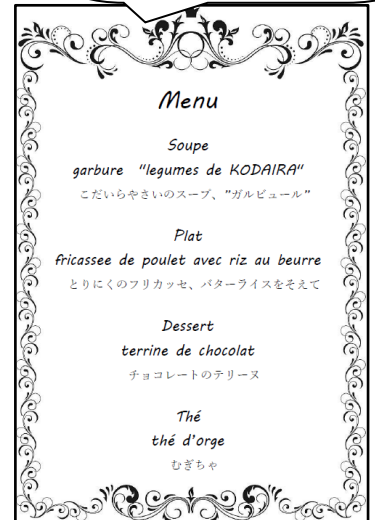 Menu
Soupe
garbure "legumes de KODAIRA"
こだいらやさいのスープ、"ガルビュール"
Plat
fricassee de poulet avec riz au beurre
とりにくのフリカッセ、バターライスをそえて
Dessert
terrine de chocolat
チョコレートのテリーヌ
Thé
thé d'orge
むぎちゃ